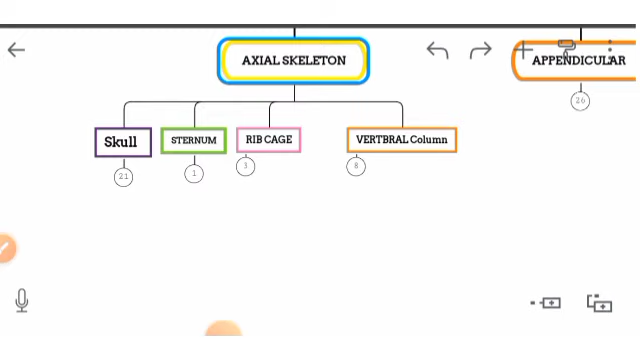 AXIAL SKELETON
APPENDICULAR
26
Skull
STERNUM
RIB CAGE
VERTBRAL Column
21
1
3
8